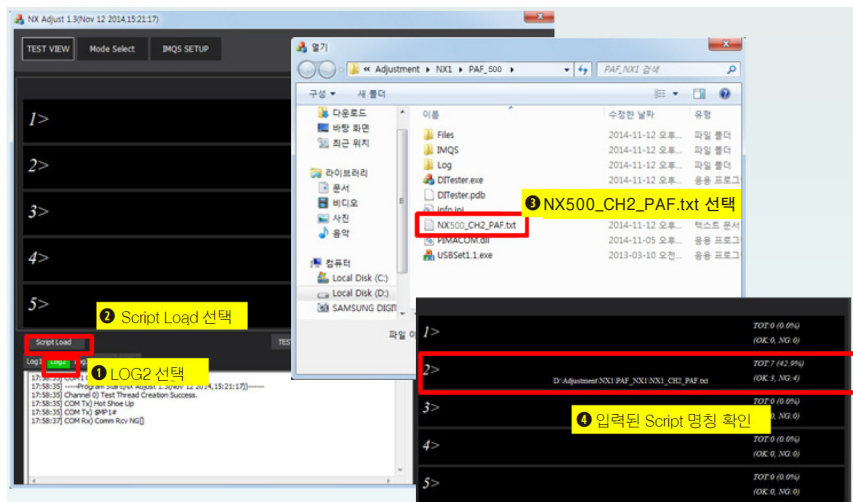 NX Adjust 1.3(Nov 12 2014,15:21:17)
TEST VIEW
Mode Select
IMQS SETUP
1>
2>
3>
4>
5>
❷ Script Load 선택
Script Load
❶ LOG2 선택
Log1
Log2
17:58:35] -----Program Start(NX Adjust 1.3(Nov 12 2014,15:21:17))------
17:58:35] Channel 0) Test Thread Creation Success.
17:58:35] COM Tx) Hot Shoe Up
17:58:35] COM Tx) $MP1#
17:58:37] COM Rx) Comm Rcv NG[]
열기
« Adjustment ▸ NX1 ▸ PAF_500 ▸
PAF_NX1 검색
구성 ▼
새 폴더
다운로드
바탕 화면
최근 위치
라이브러리
문서
비디오
사진
음악
컴퓨터
Local Disk (C:)
Local Disk (D:)
SAMSUNG DIGIT
이름
수정한 날짜
유형
Files 2014-11-12 오후... 파일 폴더
IMQS 2014-11-12 오후... 파일 폴더
Log 2014-11-12 오후... 파일 폴더
DITester.exe 2014-11-12 오후... 응용 프로그
DITester.pdb
info.ini
❸ NX500_CH2_PAF.txt 선택
NX500_CH2_PAF.txt 2014-11-12 오후... 텍스트 문서
PIMACOM.dll 2014-11-05 오후... 응용 프로그
USBSet1.1.exe 2013-03-10 오전... 응용 프로그
파일 이
1>
TOT:0 (0.0%)
(OK:0, NG:0)
2>
D:\Adjustment\NX1\PAF_NX1\NX1_CH2_PAF.txt
TOT:7 (42.9%)
(OK:3, NG:4)
3>
TOT:0 (0.0%)
NG:0)
❹ 입력된 Script 명칭 확인
4>
TOT:0 (0.0%)
(OK:0, NG:0)
5>
TOT:0 (0.0%)
(OK:0, NG:0)